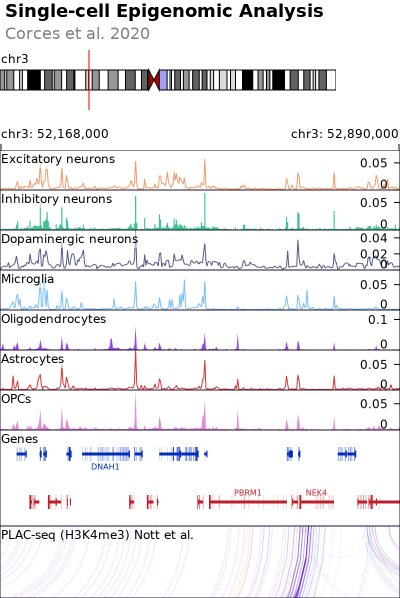 Single-cell Epigenomic Analysis
Corces et al. 2020
chr3
chr3: 52,168,000
chr3: 52,890,000
Excitatory neurons
0.05
0
Inhibitory neurons
0.05
0
Dopaminergic neurons
0.04
0.02
0
Microglia
0.05
0
Oligodendrocytes
0.1
0
Astrocytes
0.05
0
OPCs
0.05
0
Genes
DNAH1
PBRM1
NEK4
PLAC-seq (H3K4me3) Nott et al.